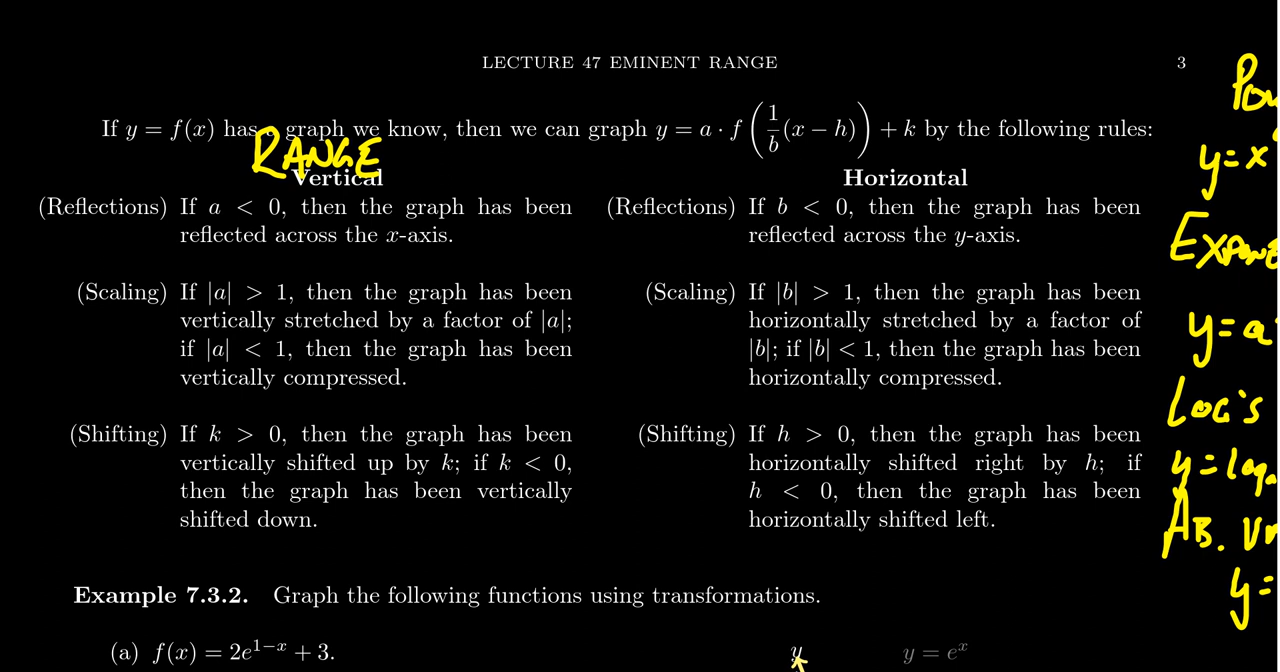 LECTURE 47 EMINENT RANGE 3
If y = f(x) has a graph we know, then we can graph y = a · f(1/b(x − h)) + k by the following rules:
RANGE
Vertical
(Reflections) If a < 0, then the graph has been
reflected across the x-axis.
(Scaling) If |a| > 1, then the graph has been
vertically stretched by a factor of |a|;
if |a| < 1, then the graph has been
vertically compressed.
(Shifting) If k > 0, then the graph has been
vertically shifted up by k; if k < 0,
then the graph has been vertically
shifted down.
Horizontal
(Reflections) If b < 0, then the graph has been
reflected across the y-axis.
(Scaling) If |b| > 1, then the graph has been
horizontally stretched by a factor of
|b|; if |b| < 1, then the graph has been
horizontally compressed.
(Shifting) If h > 0, then the graph has been
horizontally shifted right by h; if
h < 0, then the graph has been
horizontally shifted left.
y=x
y=a
LOG'S
y=log
AB.
y=
Example 7.3.2. Graph the following functions using transformations.
(a) f(x) = 2e^{1−x} + 3.
y
y = e^x